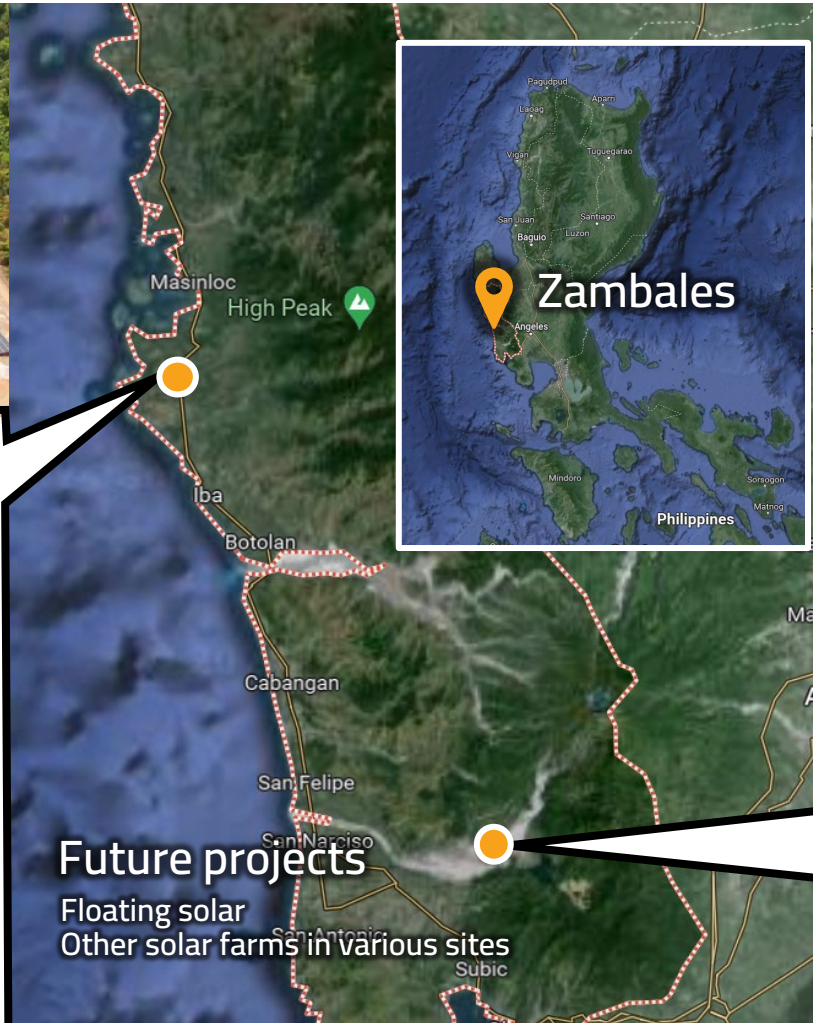 Pagudpud
Laoag
Aparri
Vigan
Tuguegarao
San Juan
Santiago
Baguio
Luzon
Zambales
Angeles
Mindoro
Sorsogon
Matnog
Philippines
Masinloc
High Peak
Iba
Botolan
Cabangan
San Felipe
San Narciso
Future projects
Floating solar
San Antonio
Other solar farms in various sites
Subic
Ma
A